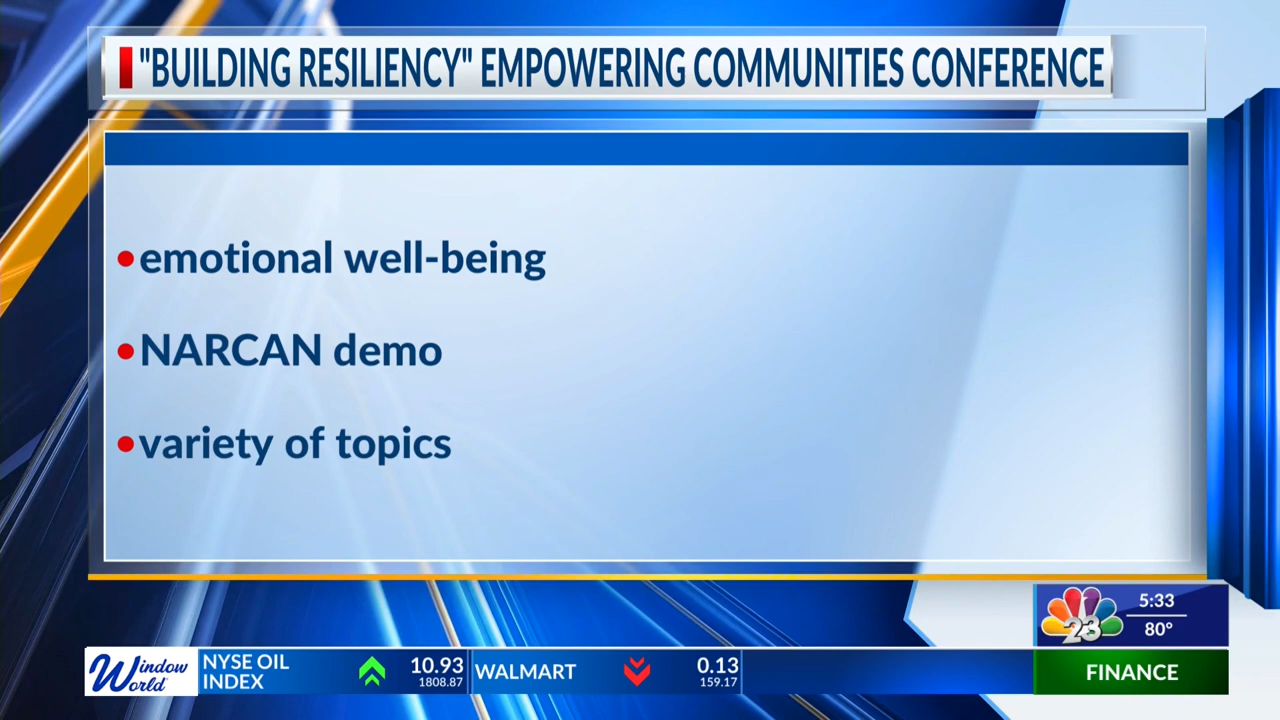 "BUILDING RESILIENCY" EMPOWERING COMMUNITIES CONFERENCE
•emotional well-being
•NARCAN demo
•variety of topics
23
5:33
80°
Window World
NYSE OIL INDEX
10.93
1808.87
WALMART
0.13
159.17
FINANCE